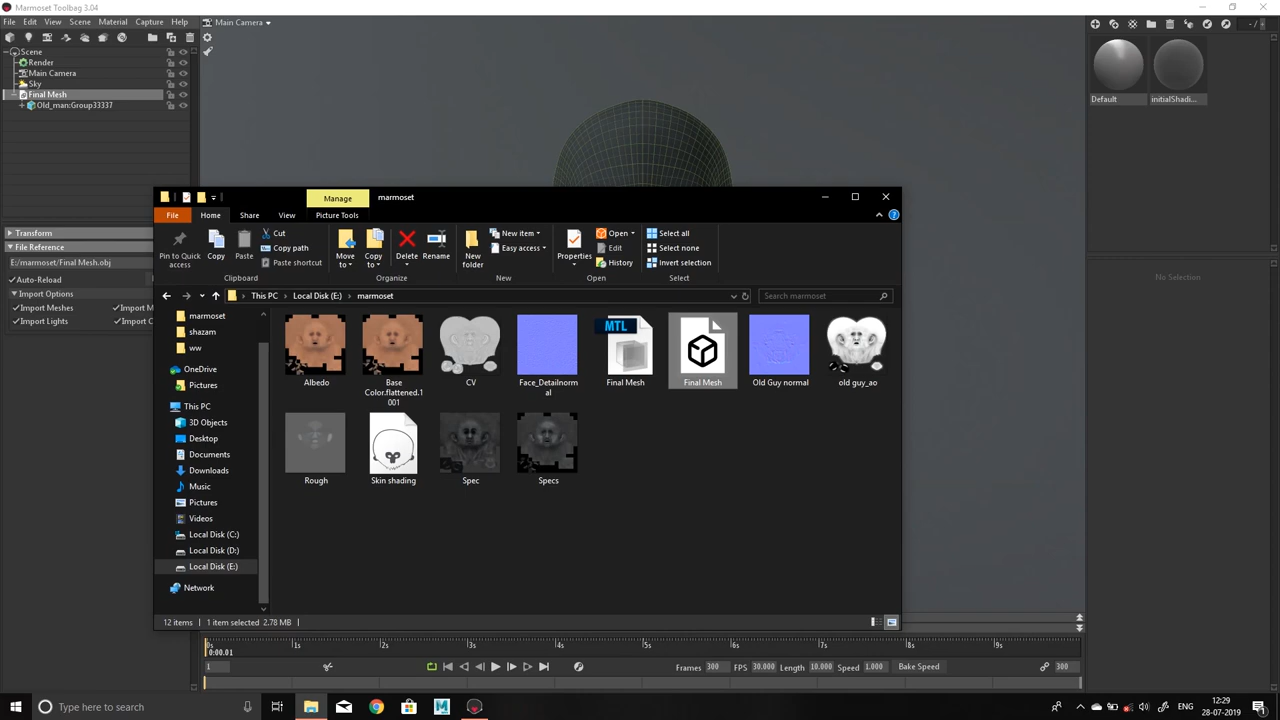 Marmoset Toolbag 3.04
File Edit View Scene Material Capture Help
Main Camera
Scene
Render
Main Camera
Sky
Final Mesh
Old_man:Group33337
Transform
File Reference
E:/marmoset/Final Mesh.obj
Auto-Reload
Import Options
Import Meshes Import M
Import Lights Import C
Default initialShadi...
No Selection
Manage marmoset
File Home Share View Picture Tools
Pin to Quick access
Copy
Paste
Cut
Copy path
Paste shortcut
Clipboard
Move to
Copy to
Delete
Rename
Organize
New folder
New item
Easy access
New
Properties
Open
Edit
History
Open
Select all
Select none
Invert selection
Select
This PC Local Disk (E:) marmoset
Search marmoset
marmoset
shazam
ww
OneDrive
Pictures
This PC
3D Objects
Desktop
Documents
Downloads
Music
Pictures
Videos
Local Disk (C:)
Local Disk (D:)
Local Disk (E:)
Network
MTL
Albedo
Base Color.flattened.1001
CV
Face_Detailnormal
Final Mesh
Final Mesh
Old Guy normal
old guy_ao
Rough
Skin shading
Spec
Specs
12 items 1 item selected 2.78 MB
0s 1s 2s 3s 4s 5s 6s 7s 8s 9s
0:00.01
1 Frames 300 FPS 30.000 Length 10.000 Speed 1.000 Bake Speed 300
Type here to search
12:29
28-07-2019